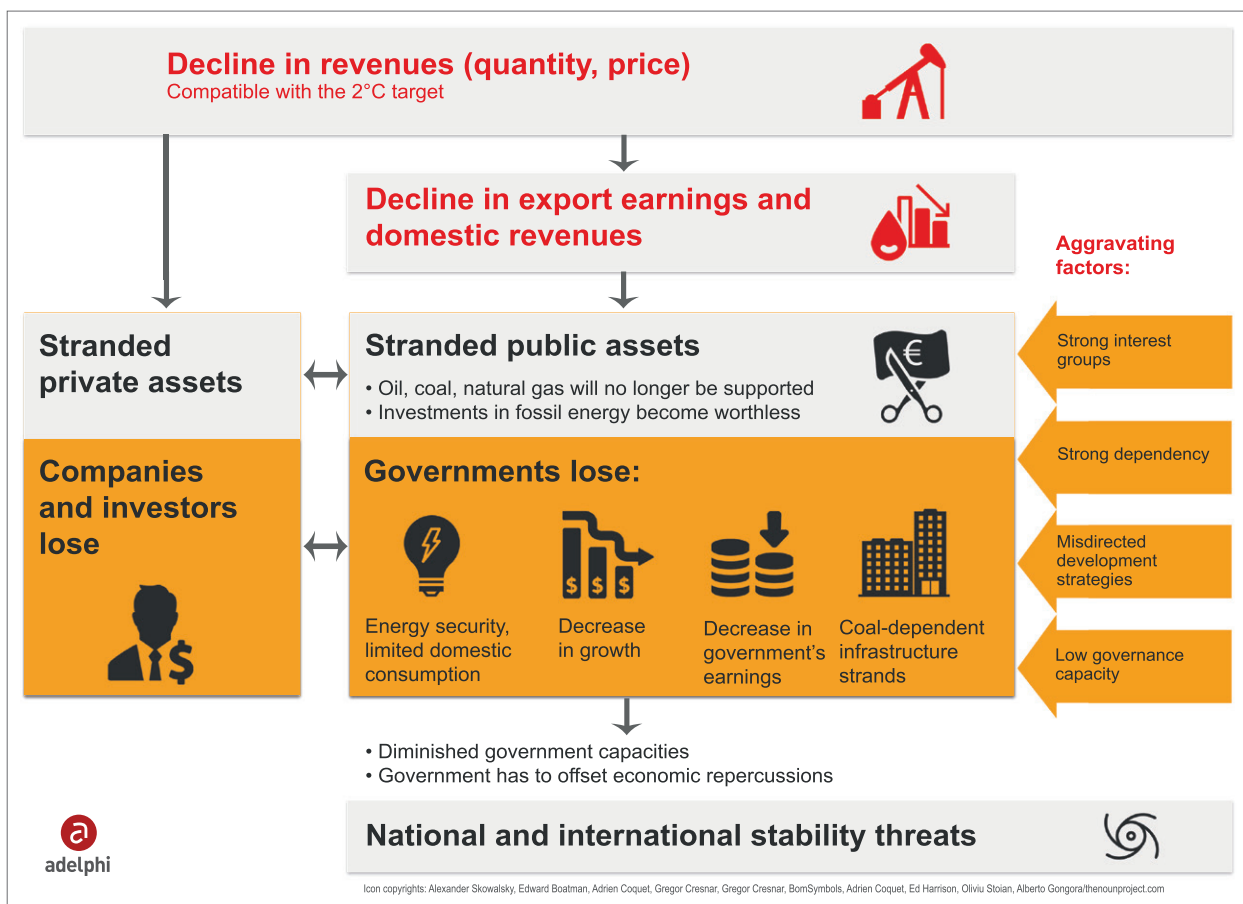 Decline in revenues (quantity, price)
Compatible with the 2°C target
Decline in export earnings and
domestic revenues
Aggravating
factors:
Stranded
private assets
Stranded public assets
• Oil, coal, natural gas will no longer be supported
• Investments in fossil energy become worthless
€
Strong interest
groups
Strong dependency
Misdirected
development
strategies
Low governance
capacity
Companies
and investors
lose
$
Governments lose:
$ $ $
Energy security,
limited domestic
consumption
Decrease
in growth
Decrease in
government’s
earnings
Coal-dependent
infrastructure
strands
• Diminished government capacities
• Government has to offset economic repercussions
National and international stability threats
a
adelphi
Icon copyrights: Alexander Skowalsky, Edward Boatman, Adrien Coquet, Gregor Cresnar, Gregor Cresnar, BomSymbols, Adrien Coquet, Ed Harrison, Oliviu Stoian, Alberto Gongora/thenounproject.com